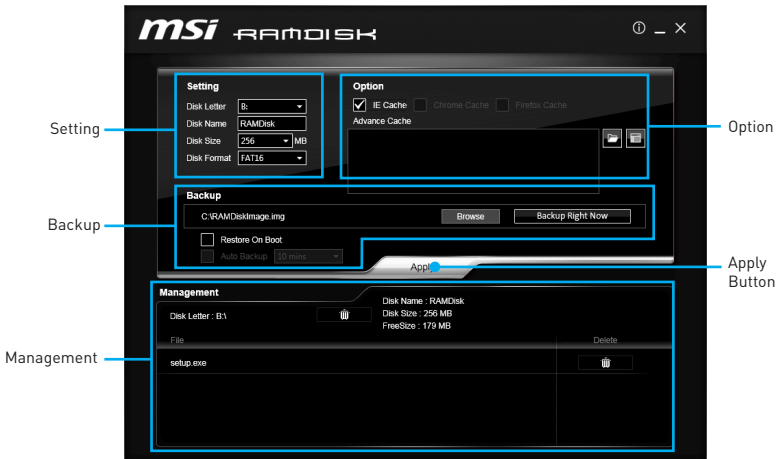 msi RAMDISK
Setting
Disk Letter B:
Disk Name RAMDisk
Disk Size 256 MB
Disk Format FAT16
Option
IE Cache Chrome Cache Firefox Cache
Advance Cache
Setting
Option
Backup
C:\RAMDiskImage.img Browse Backup Right Now
Restore On Boot
Auto Backup 10 mins
Backup
Apply
Apply
Button
Management
Disk Letter : B:\
Disk Name : RAMDisk
Disk Size : 256 MB
FreeSize : 179 MB
File Delete
setup.exe
Management